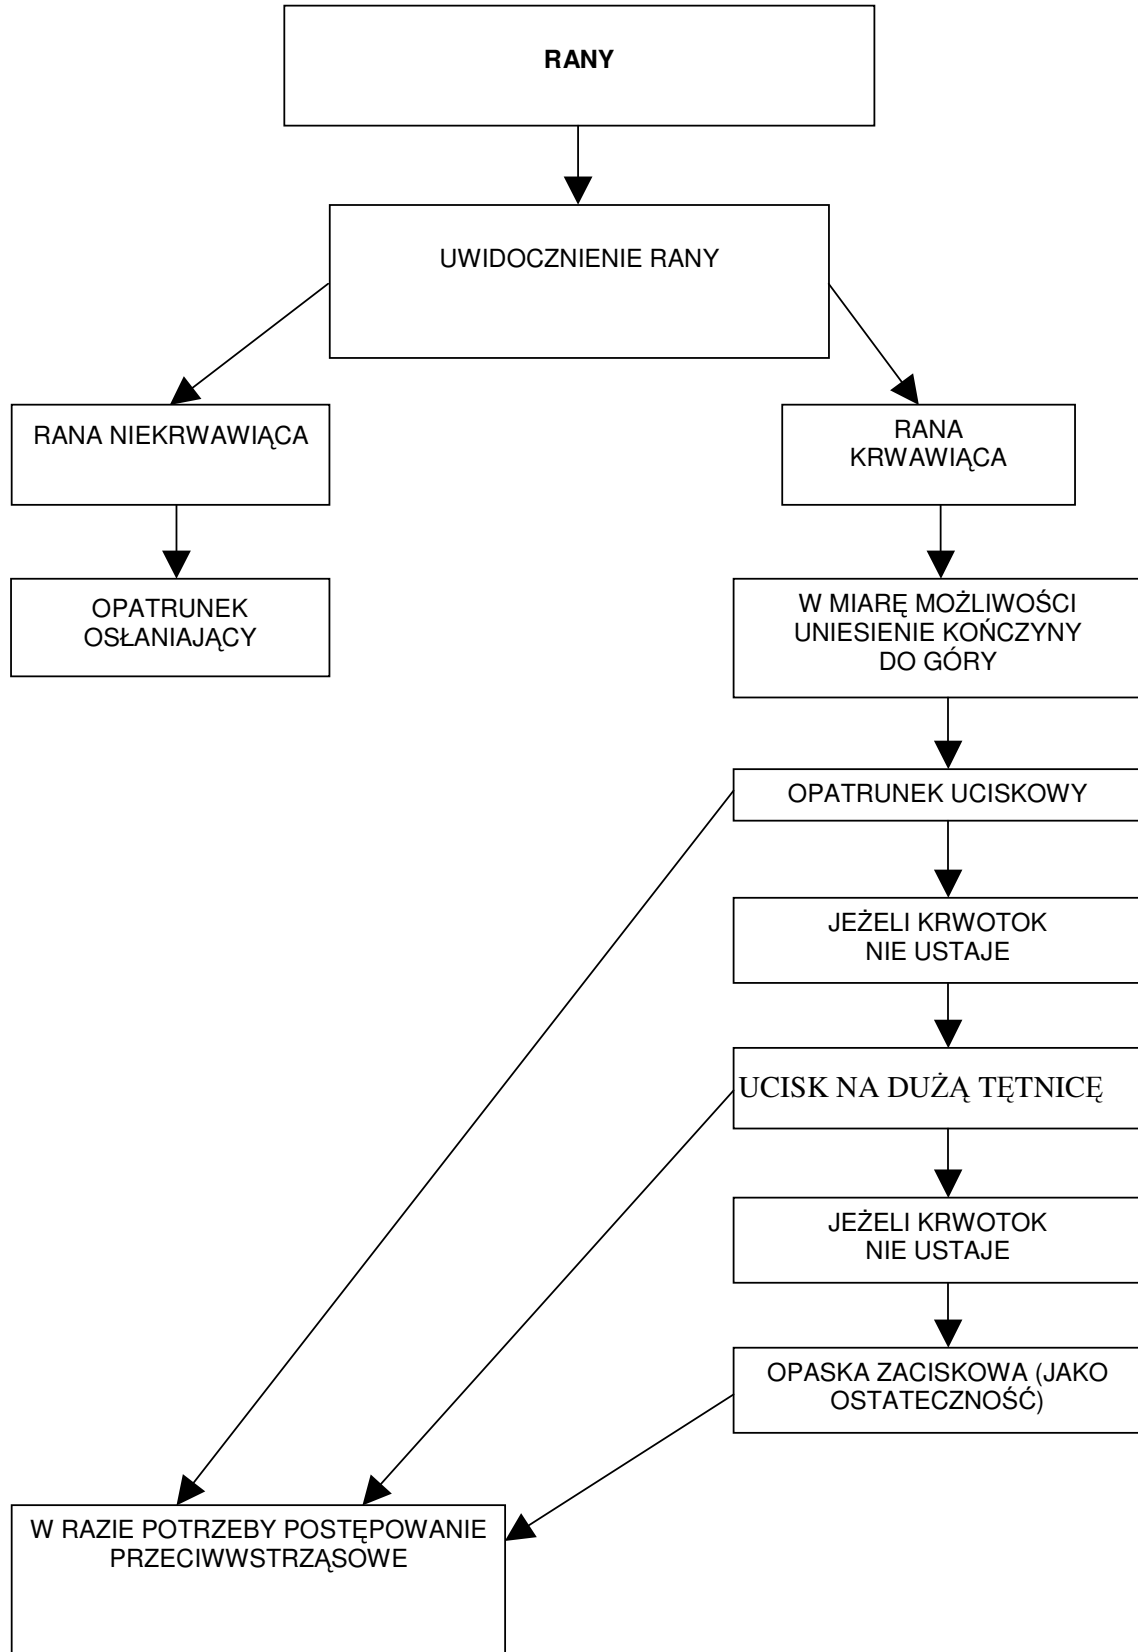 RANY
UWIDOCZNIENIE RANY
RANA NIEKRWAWIĄCA
RANA
KRWAWIĄCA
OPATRUNEK
OSŁANIAJĄCY
W MIARĘ MOŻLIWOŚCI
UNIESIENIE KOŃCZYNY
DO GÓRY
OPATRUNEK UCISKOWY
JEŻELI KRWOTOK
NIE USTAJE
UCISK NA DUŻĄ TĘTNICĘ
JEŻELI KRWOTOK
NIE USTAJE
OPASKA ZACISKOWA (JAKO
OSTATECZNOŚĆ)
W RAZIE POTRZEBY POSTĘPOWANIE
PRZECIWWSTRZĄSOWE